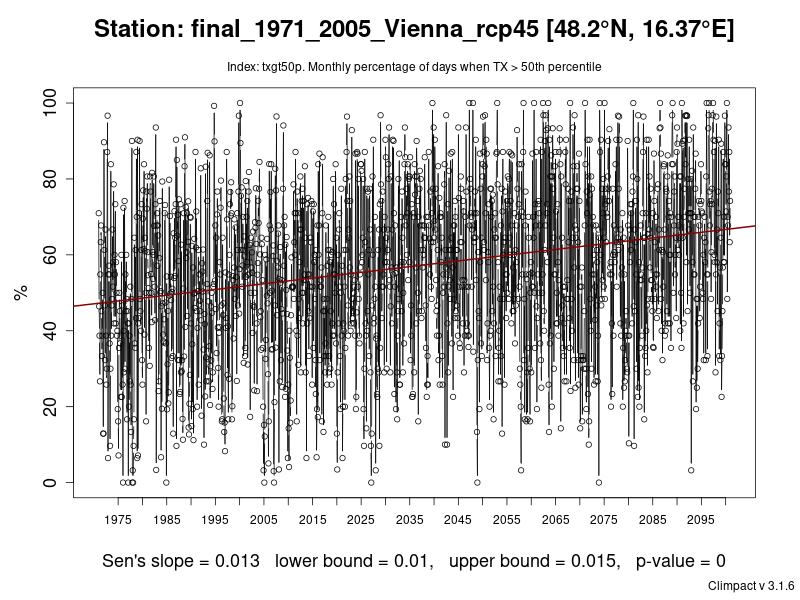 Station: final_1971_2005_Vienna_rcp45 [48.2°N, 16.37°E]
Index: txgt50p. Monthly percentage of days when TX > 50th percentile
100
80
60
%
40
20
0
1975 1985 1995 2005 2015 2025 2035 2045 2055 2065 2075 2085 2095
Sen's slope = 0.013 lower bound = 0.01, upper bound = 0.015, p-value = 0
Climpact v 3.1.6